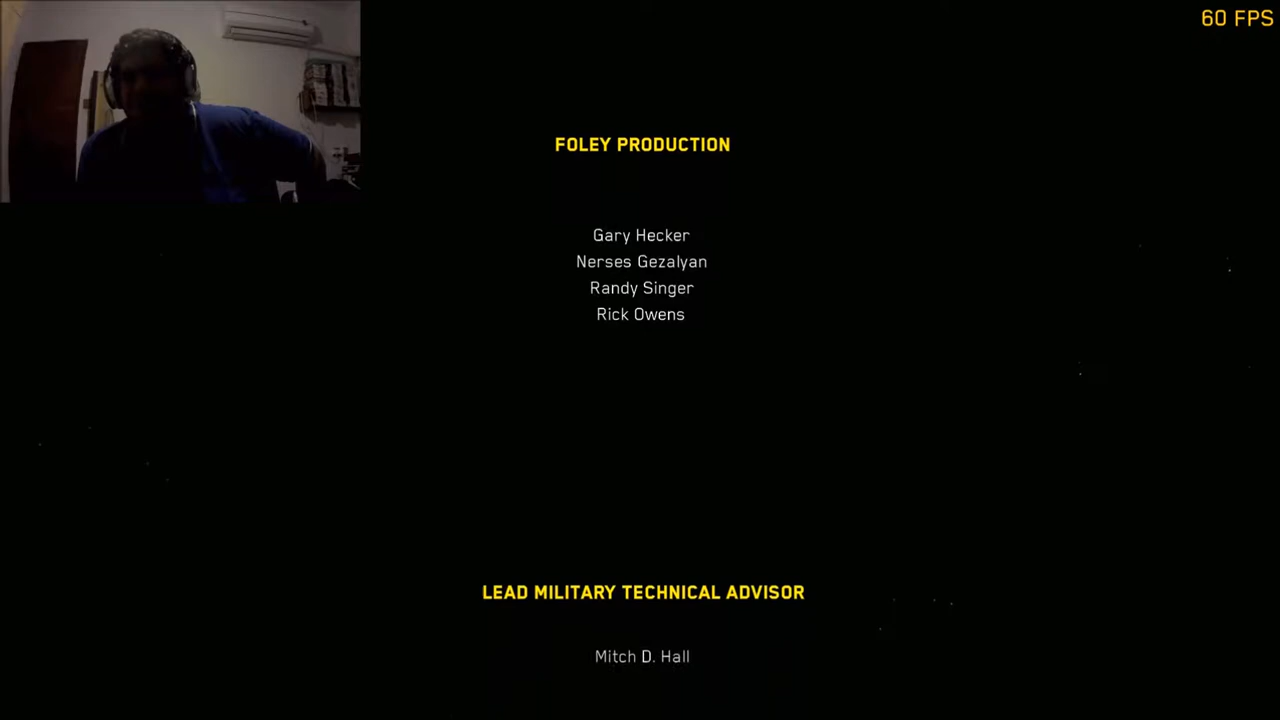 60 FPS
FOLEY PRODUCTION
Gary Hecker
Nerses Gezalyan
Randy Singer
Rick Owens
LEAD MILITARY TECHNICAL ADVISOR
Mitch D. Hall